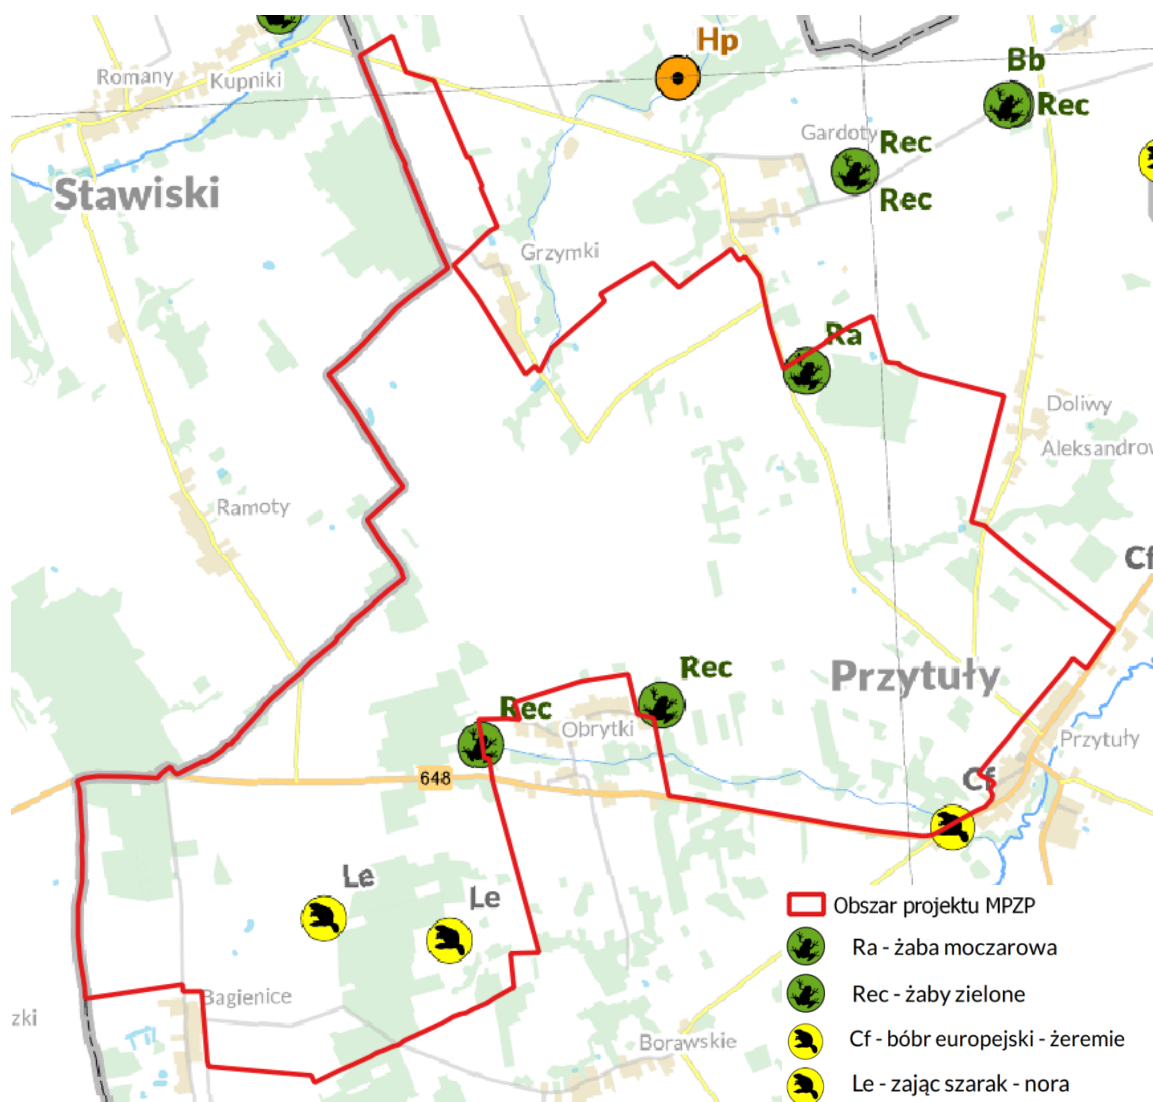 Hp
Bb
Romany
Kupniki
Rec
Gardoty
Rec
Stawiski
Rec
Grzymki
Ra
Doliwy
Aleksandrow
Ramoty
Cf
Rec
Przytuły
Rec
Obrytki
Przytuły
648
Cf
Le
Le
Obszar projektu MPZP
Ra - żaba moczarowa
Bagienice
Rec - żaby zielone
zki
Borawskie
Cf - bóbr europejski - żeremie
Le - zając szarak - nora